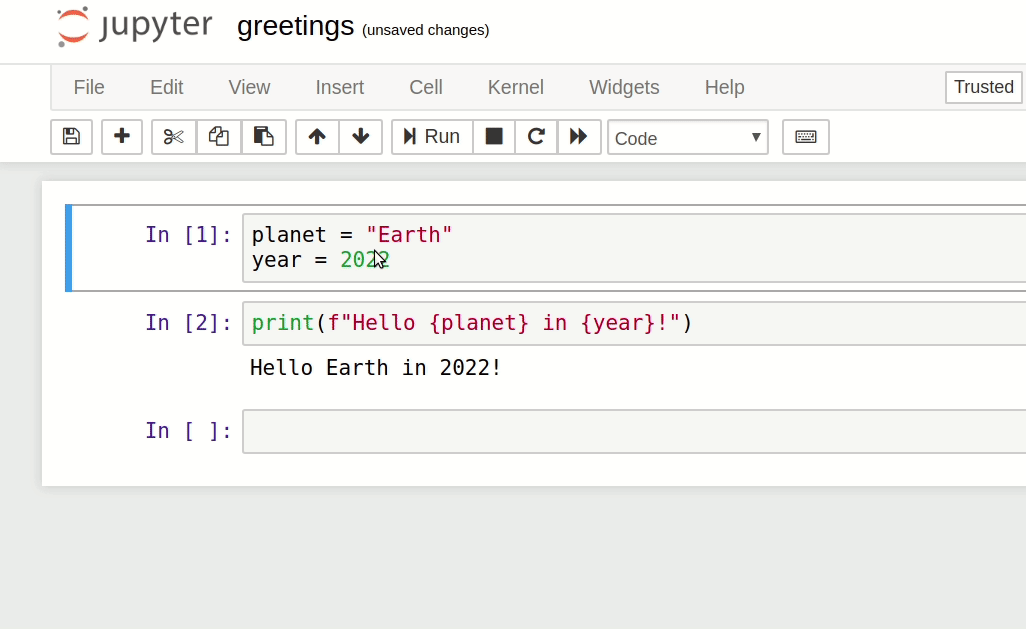 jupyter greetings (unsaved changes)
File Edit View Insert Cell Kernel Widgets Help Trusted
Run Code
In [1]: planet = "Earth"
year = 2022
In [2]: print(f"Hello {planet} in {year}!")
Hello Earth in 2022!
In [ ]: